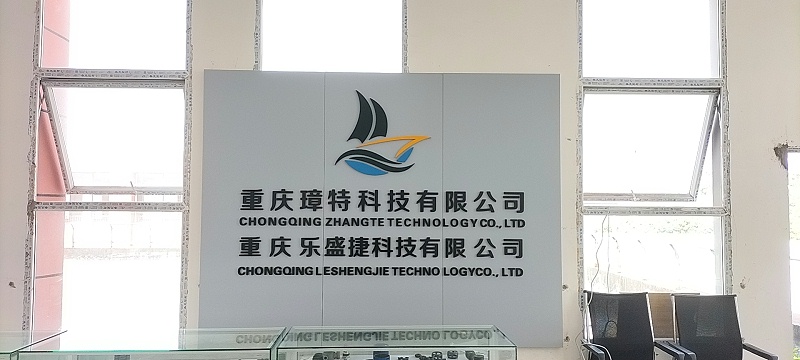 重庆璋特科技有限公司
CHONGQING ZHANGTE TECHNOLOGY CO., LTD
重庆乐盛捷科技有限公司
CHONGQING LESHENGJIE TECHNO LOGYCO., LTD